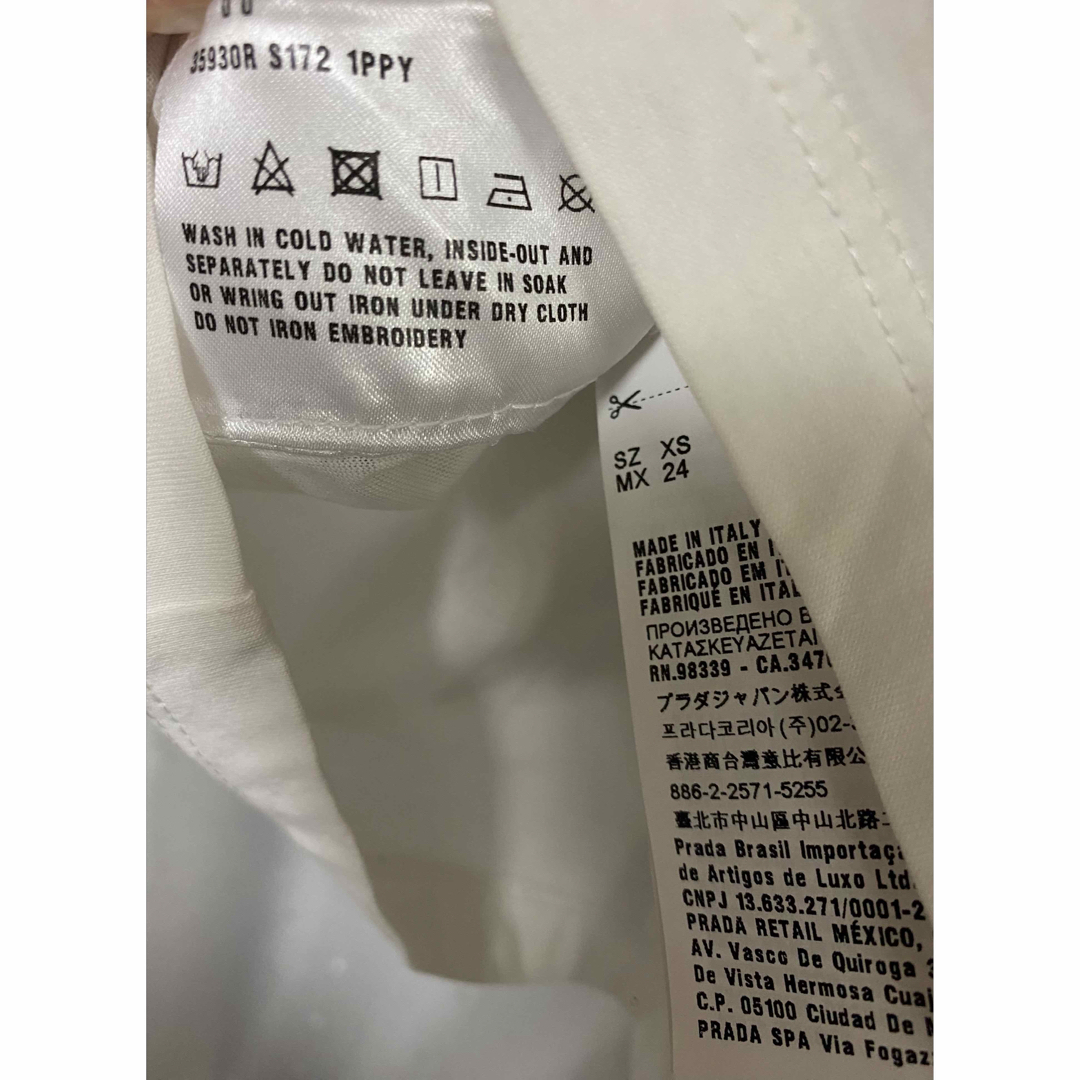 35930R S172 1PPY
WASH IN COLD WATER, INSIDE-OUT AND
SEPARATELY DO NOT LEAVE IN SOAK
OR WRING OUT IRON UNDER DRY CLOTH
DO NOT IRON EMBROIDERY
SZ XS
MX 24
MADE IN ITALY
FABRICADO EN
FABRICADO EM
FABRIQUÉ EN
ПРОИЗВЕДЕНО В
ΚΑΤΑΣΚΕΥΑΖΕΤΑΙ
RN.98339 - CA.347
プラダジャパン株式
프라다코리아(주)02-
香港商台灣意比有限公
886-2-2571-5255
臺北市中山區中山北路
Prada Brasil
de Artigos de Luxo Ltd.
CNPJ 13.633.271/0001-2
PRADA RETAIL MÉXICO,
AV. Vasco De Quiroga
De Vista Hermosa
C.P. 05100 Ciudad De
PRADA SPA Via